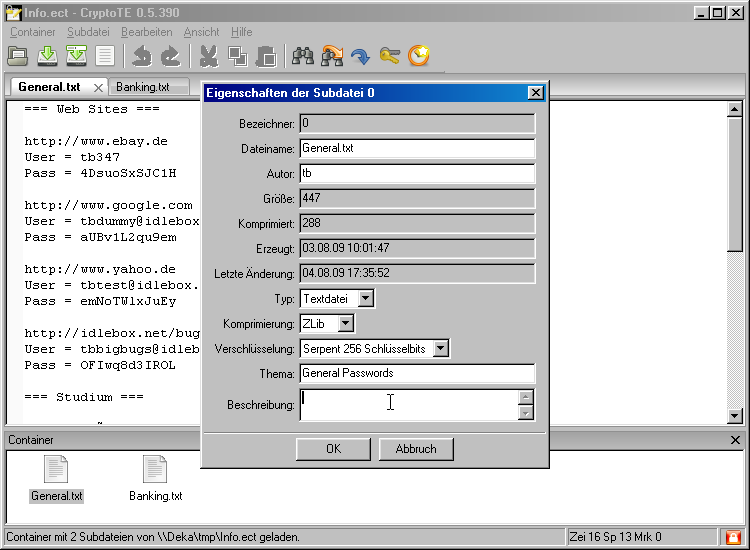 Info.ect - CryptoTE 0.5.390
Container Subdatei Bearbeiten Ansicht Hilfe
General.txt Banking.txt
=== Web Sites ===
http://www.ebay.de
User = tb347
Pass = 4DsuoSxSJC1H
http://www.google.com
User = tbdummy@idlebox
Pass = aUBv1L2qu9em
http://www.yahoo.de
User = tbtest@idlebox.
Pass = emNoTWlxJuEy
http://idlebox.net/bug
User = tbbigbugs@idleb
Pass = OFIwq8d3IROL
=== Studium ===
Eigenschaften der Subdatei 0
Bezeichner: 0
Dateiname: General.txt
Autor: tb
Größe: 447
Komprimiert: 288
Erzeugt: 03.08.09 10:01:47
Letzte Änderung: 04.08.09 17:35:52
Typ: Textdatei
Komprimierung: ZLib
Verschlüsselung: Serpent 256 Schlüsselbits
Thema: General Passwords
Beschreibung:
OK Abbruch
Container
General.txt Banking.txt
Container mit 2 Subdateien von \\Deka\tmp\Info.ect geladen. Zei 16 Sp 13 Mrk 0